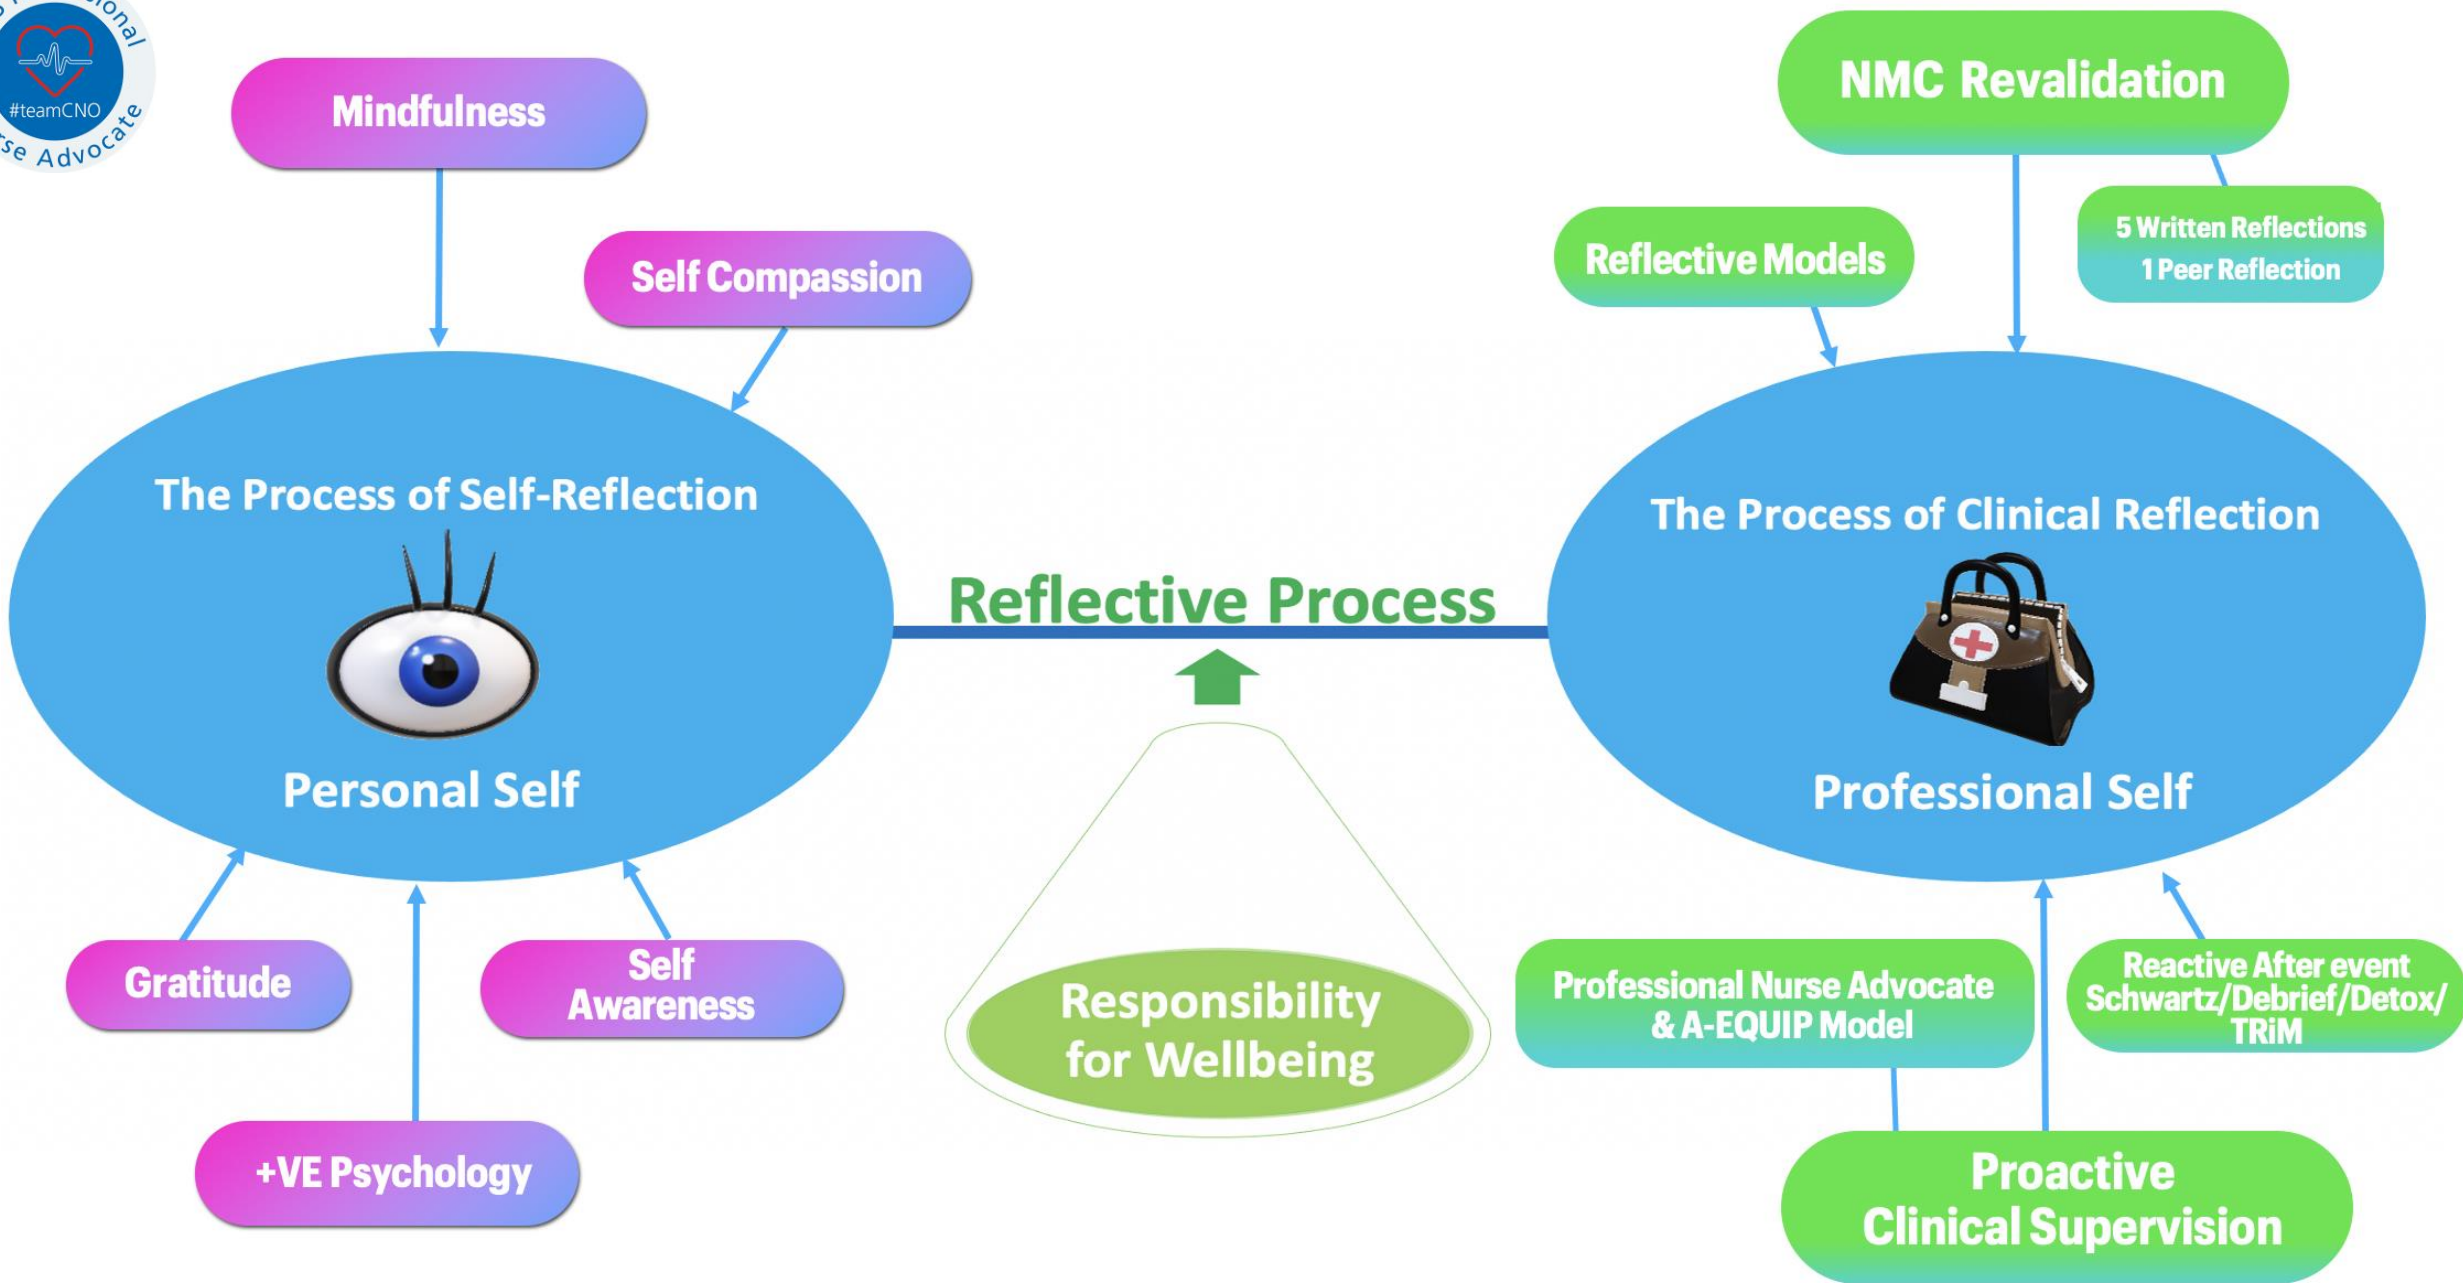 #teamCNO
Advocate
Mindfulness
Self Compassion
The Process of Self-Reflection
Personal Self
Gratitude
Self
Awareness
+VE Psychology
Reflective Process
Responsibility
for Wellbeing
NMC Revalidation
Reflective Models
5 Written Reflections
1 Peer Reflection
The Process of Clinical Reflection
Professional Self
Professional Nurse Advocate
& A-EQUIP Model
Reactive After event
Schwartz/Debrief/Detox/
TRiM
Proactive
Clinical Supervision